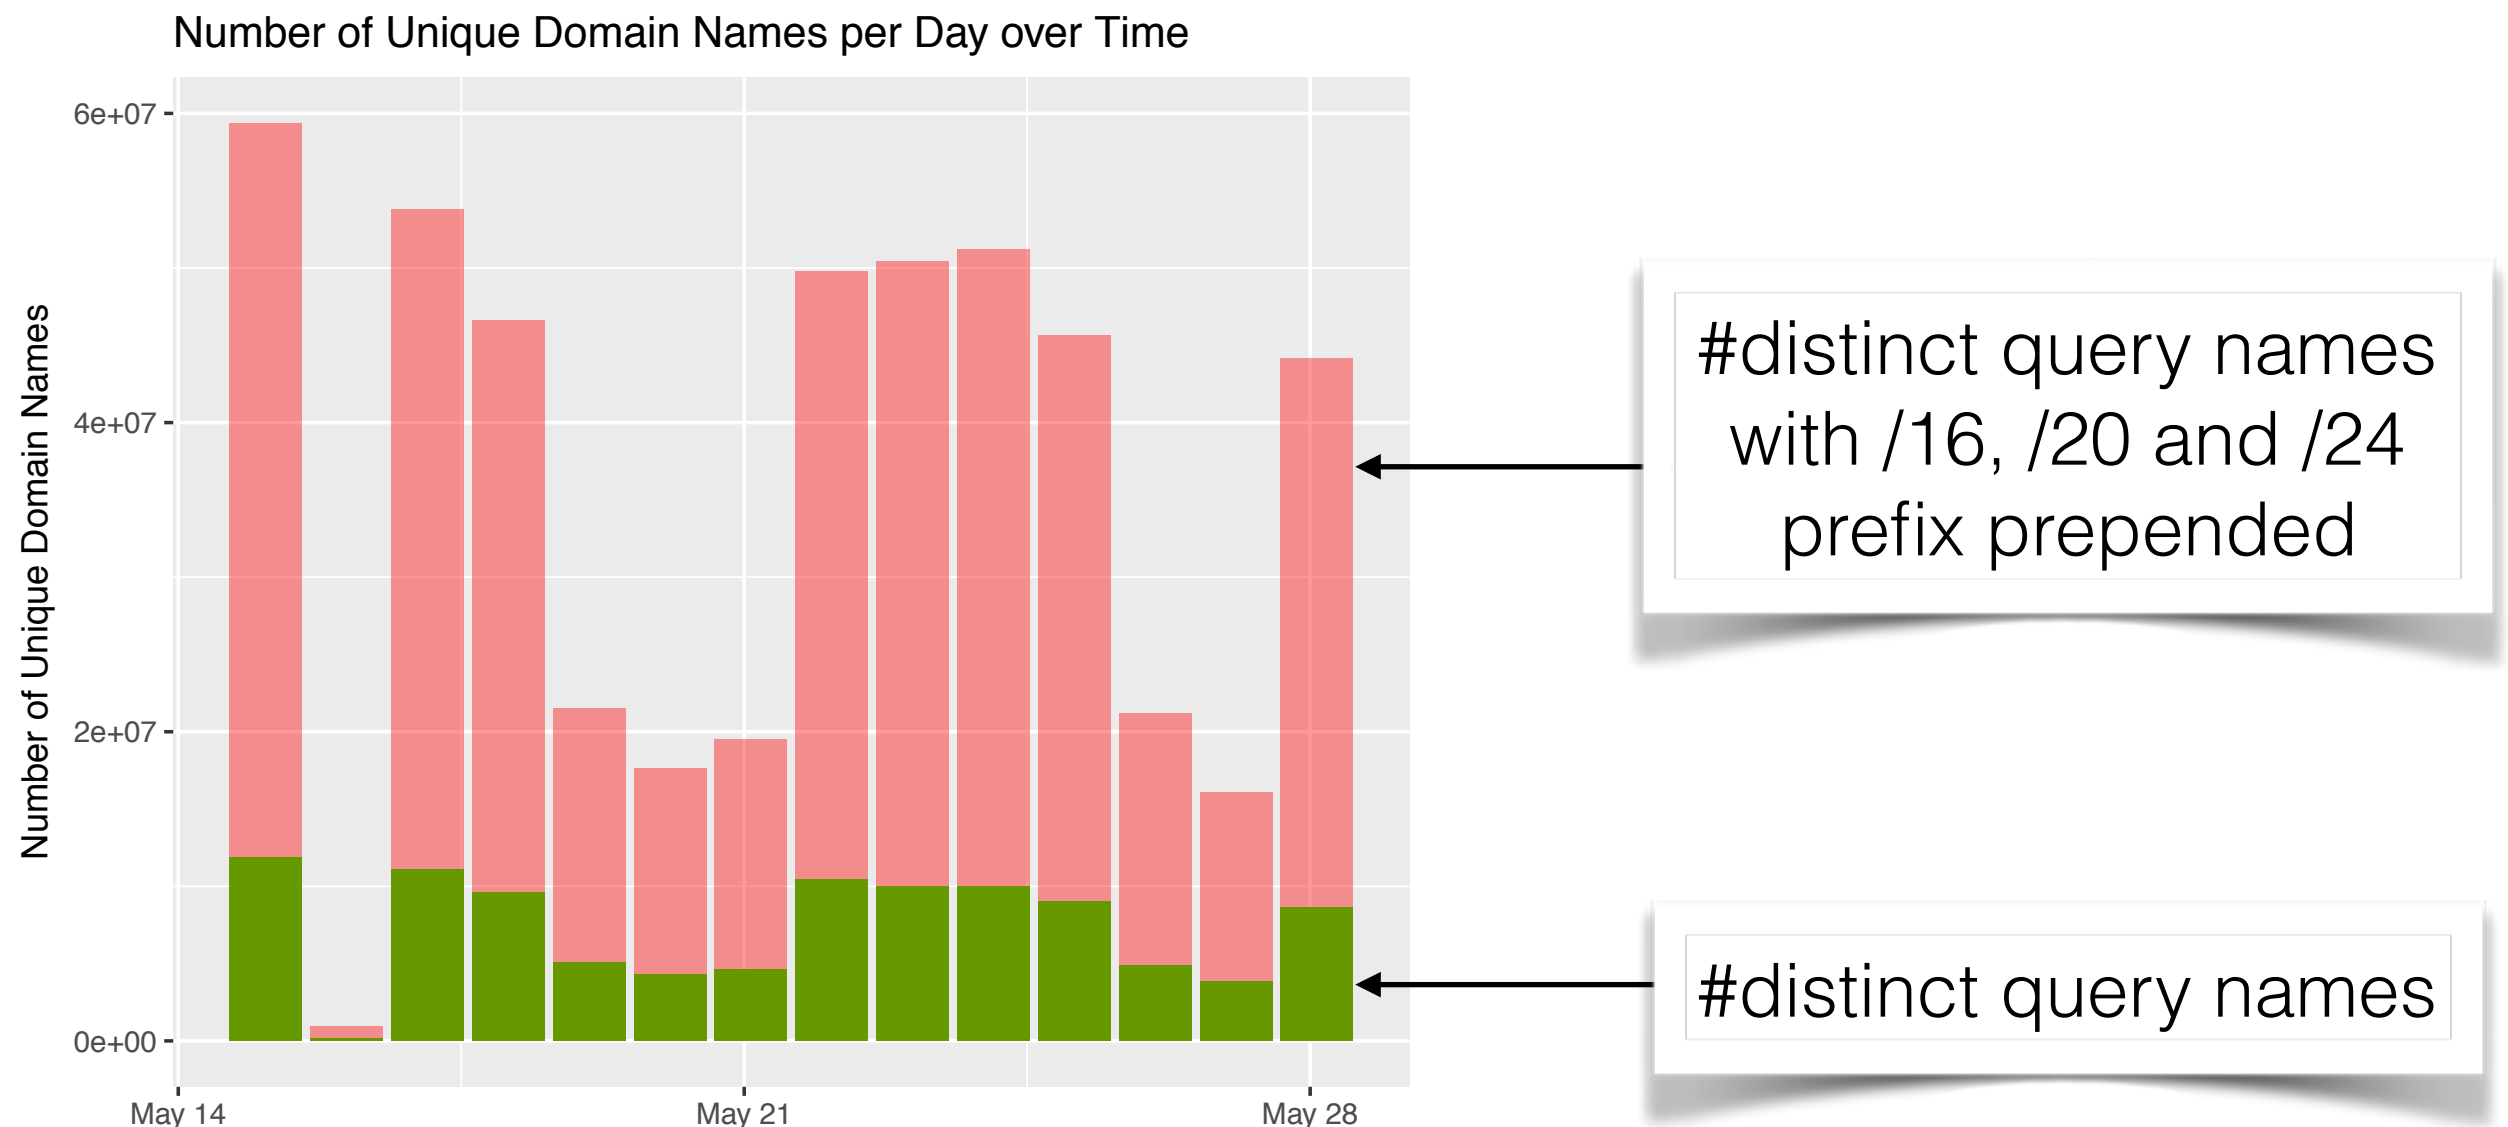 Number of Unique Domain Names per Day over Time
Number of Unique Domain Names
6e+07
4e+07
2e+07
0e+00
May 14
May 21
May 28
#distinct query names
with /16, /20 and /24
prefix prepended
#distinct query names